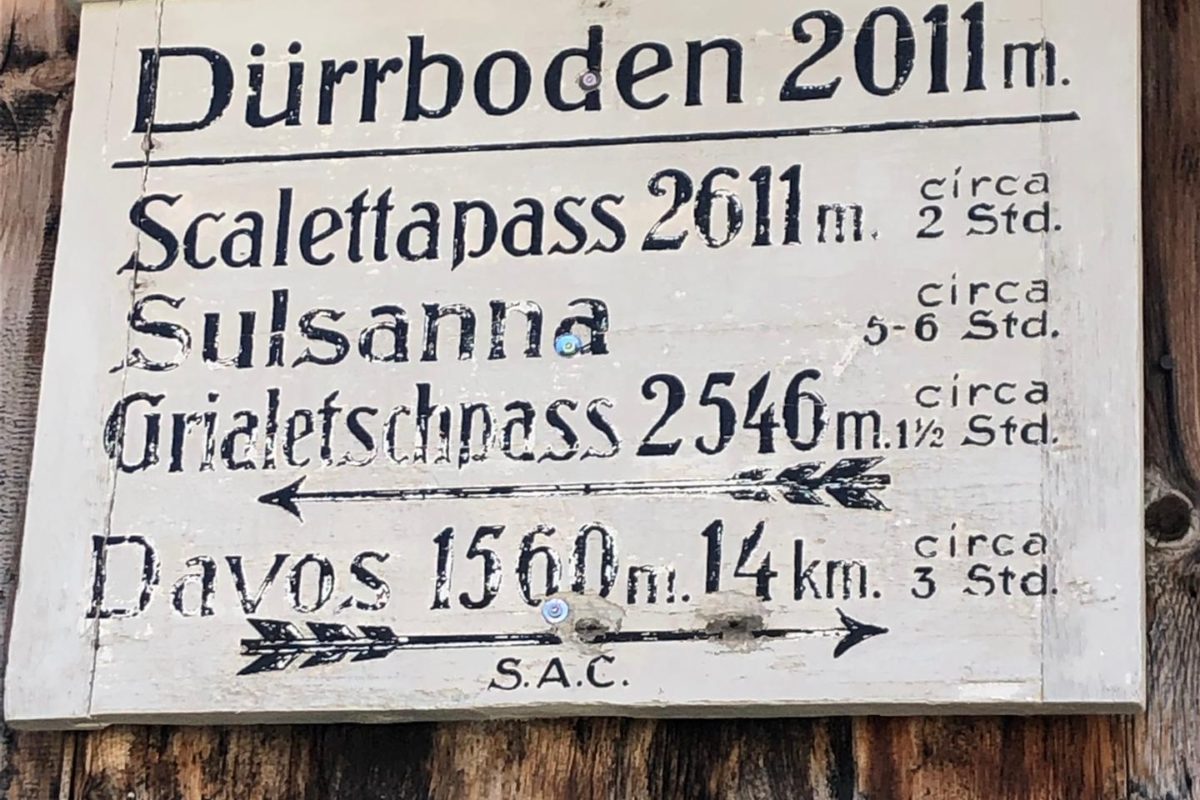 Dürrboden 2011 m.
Scalettapass 2611 m. circa 2 Std.
Sulsanna circa 5-6 Std.
Grialetschpass 2546 m. circa 1½ Std.
Davos 1560 m. 14 km. circa 3 Std.
S.A.C.